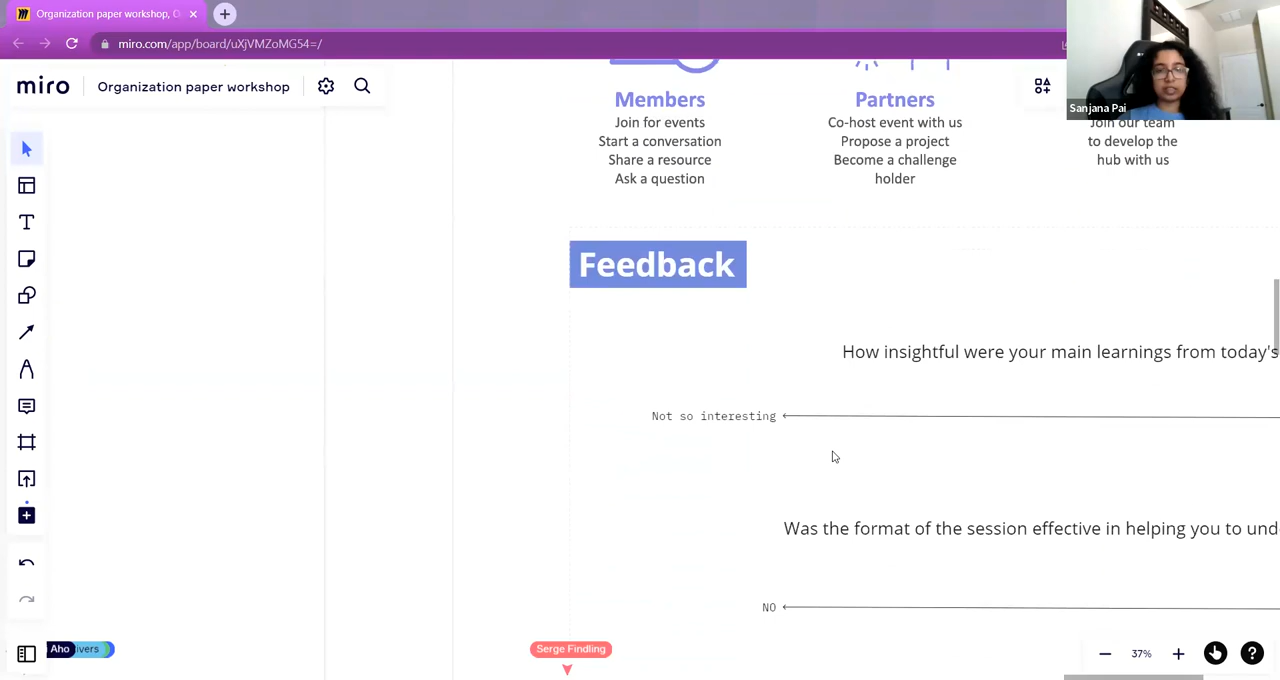 Organization paper workshop, O
miro.com/app/board/uXjVMZoMG54=/
miro
Organization paper workshop
Sanjana Pai
Members
Join for events
Start a conversation
Share a resource
Ask a question
Partners
Co-host event with us
Propose a project
Become a challenge
holder
Join our team
to develop the
hub with us
Feedback
How insightful were your main learnings from today's
Not so interesting
Was the format of the session effective in helping you to und
NO
Aho
ivers
Serge Findling
37%